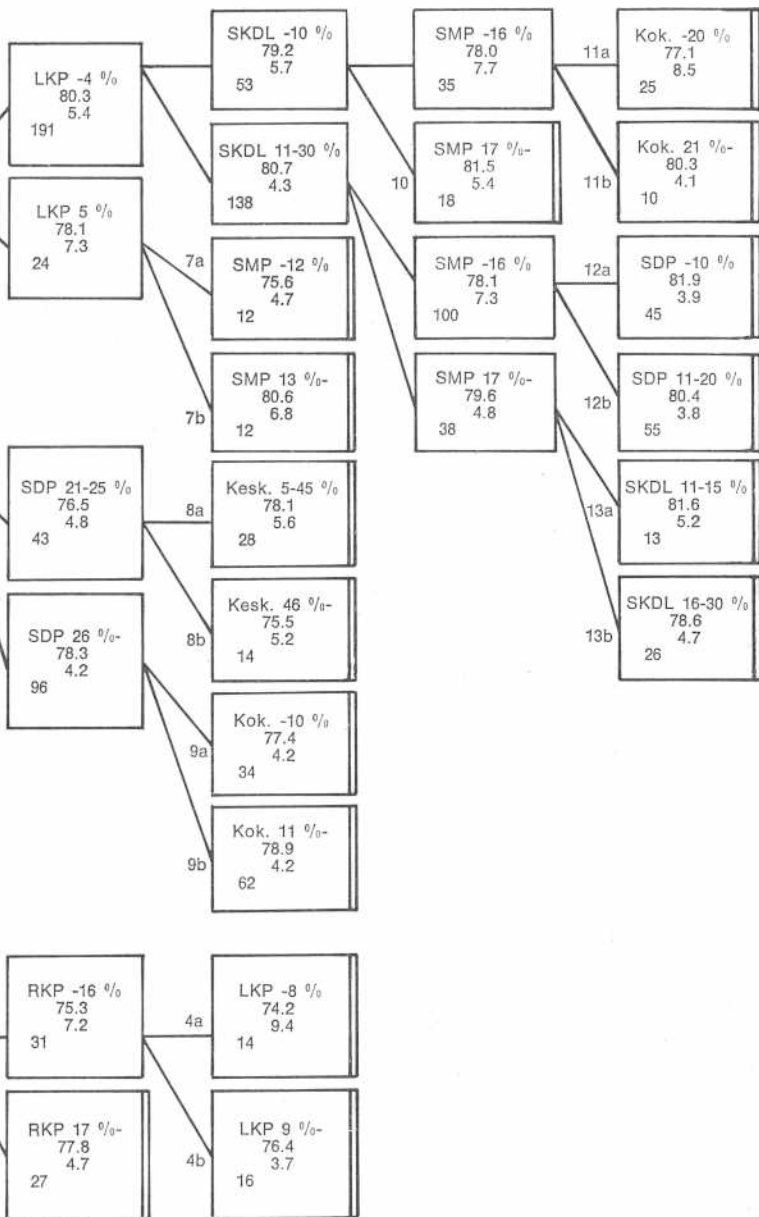 LKP -4 %
80.3
5.4
191
LKP 5 %
78.1
7.3
24
SDP 21-25 %
76.5
4.8
43
SDP 26 %-
78.3
4.2
96
RKP -16 %
75.3
7.2
31
RKP 17 %-
77.8
4.7
27
SKDL -10 %
79.2
5.7
53
SKDL 11-30 %
80.7
4.3
138
7a
SMP -12 %
75.6
4.7
12
7b
SMP 13 %-
80.6
6.8
12
8a
Kesk. 5-45 %
78.1
5.6
28
8b
Kesk. 46 %-
75.5
5.2
14
9a
Kok. -10 %
77.4
4.2
34
9b
Kok. 11 %-
78.9
4.2
62
4a
LKP -8 %
74.2
9.4
14
4b
LKP 9 %-
76.4
3.7
16
SMP -16 %
78.0
7.7
35
10
SMP 17 %-
81.5
5.4
18
SMP -16 %
78.1
7.3
100
SMP 17 %-
79.6
4.8
38
11a
Kok. -20 %
77.1
8.5
25
11b
Kok. 21 %-
80.3
4.1
10
12a
SDP -10 %
81.9
3.9
45
12b
SDP 11-20 %
80.4
3.8
55
13a
SKDL 11-15 %
81.6
5.2
13
13b
SKDL 16-30 %
78.6
4.7
26